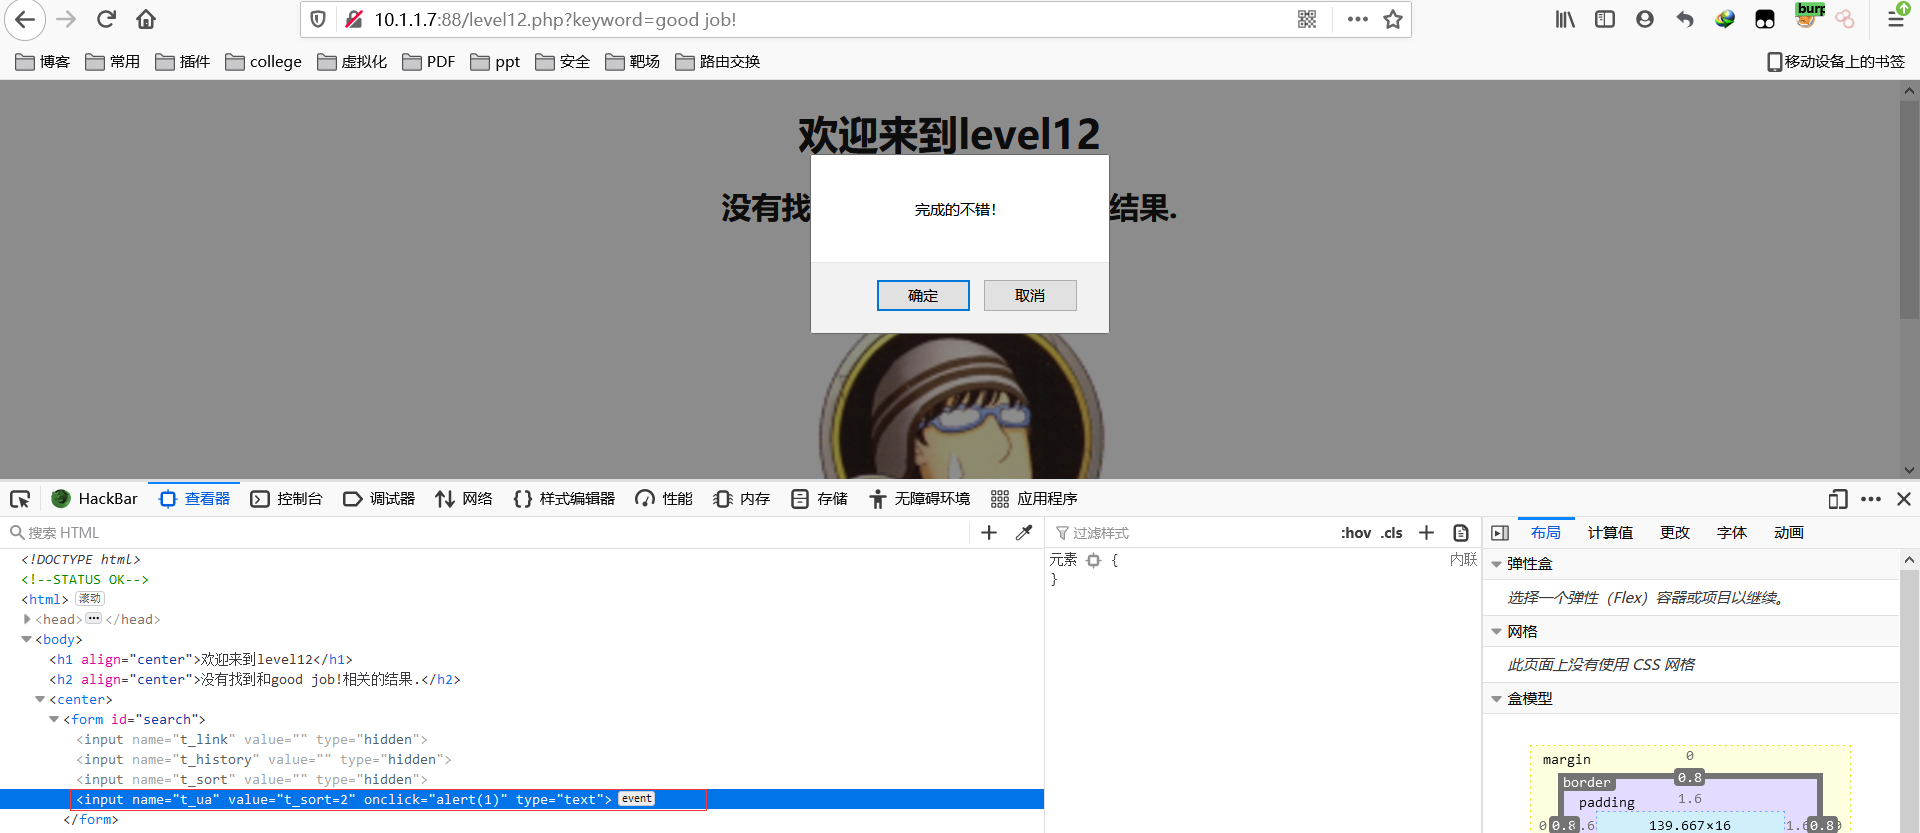 10.1.1.7:88/level12.php?keyword=good job!
burp
博客 常用 插件 college 虚拟化 PDF ppt 安全 靶场 路由交换 移动设备上的书签
欢迎来到level12
没有找 结果.
完成的不错!
确定 取消
HackBar 查看器 控制台 调试器 网络 {} 样式编辑器 性能 内存 存储 无障碍环境 应用程序
搜索 HTML
过滤样式 :hov .cls
布局 计算值 更改 字体 动画
<!DOCTYPE html>
<!--STATUS OK-->
<html> 滚动
<head> ••• </head>
<body>
<h1 align="center">欢迎来到level12</h1>
<h2 align="center">没有找到和good job!相关的结果.</h2>
<center>
<form id="search">
<input name="t_link" value="" type="hidden">
<input name="t_history" value="" type="hidden">
<input name="t_sort" value="" type="hidden">
<input name="t_ua" value="t_sort=2" onclick="alert(1)" type="text"> event
</form>
元素 { 内联
}
弹性盒
选择一个弹性（Flex）容器或项目以继续。
网格
此页面上没有使用 CSS 网格
盒模型
margin 0
border 0.8
padding 1.6
0 0.8 139.667×16 0.8